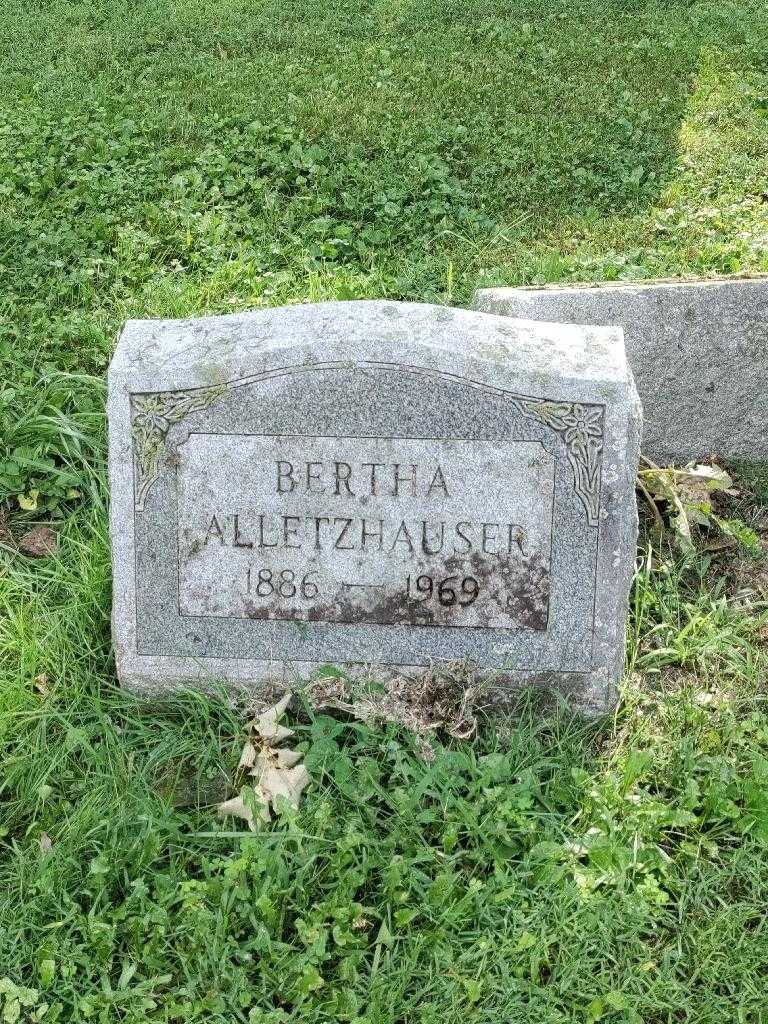 BERTHA
ALLETZHAUSER
1886 — 1969